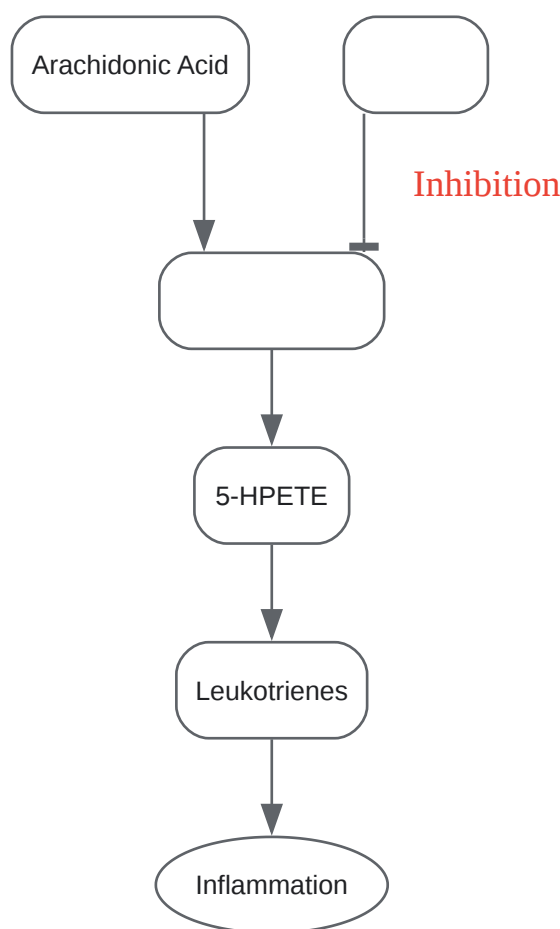 Arachidonic Acid
Inhibition
5-HPETE
Leukotrienes
Inflammation